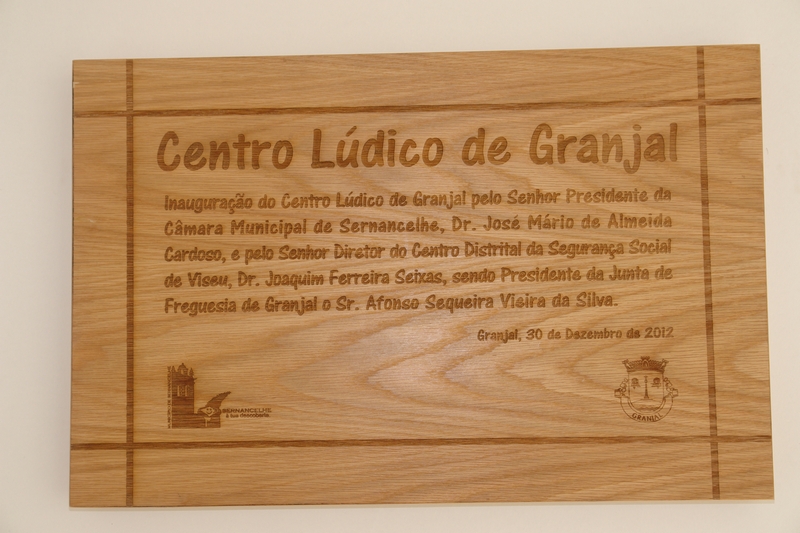 Centro Lúdico de Granjal
Inauguração do Centro Lúdico de Granjal pelo Senhor Presidente da
Câmara Municipal de Sernancelhe, Dr. José Mário de Almeida
Cardoso, e pelo Senhor Diretor do Centro Distrital da Segurança Social
de Viseu, Dr. Joaquim Ferreira Seixas, sendo Presidente da Junta de
Freguesia de Granjal o Sr. Afonso Sequeira Vieira da Silva.
Granjal, 30 de Dezembro de 2012
SERNANCELHE
à tua descoberta
GRANJAL